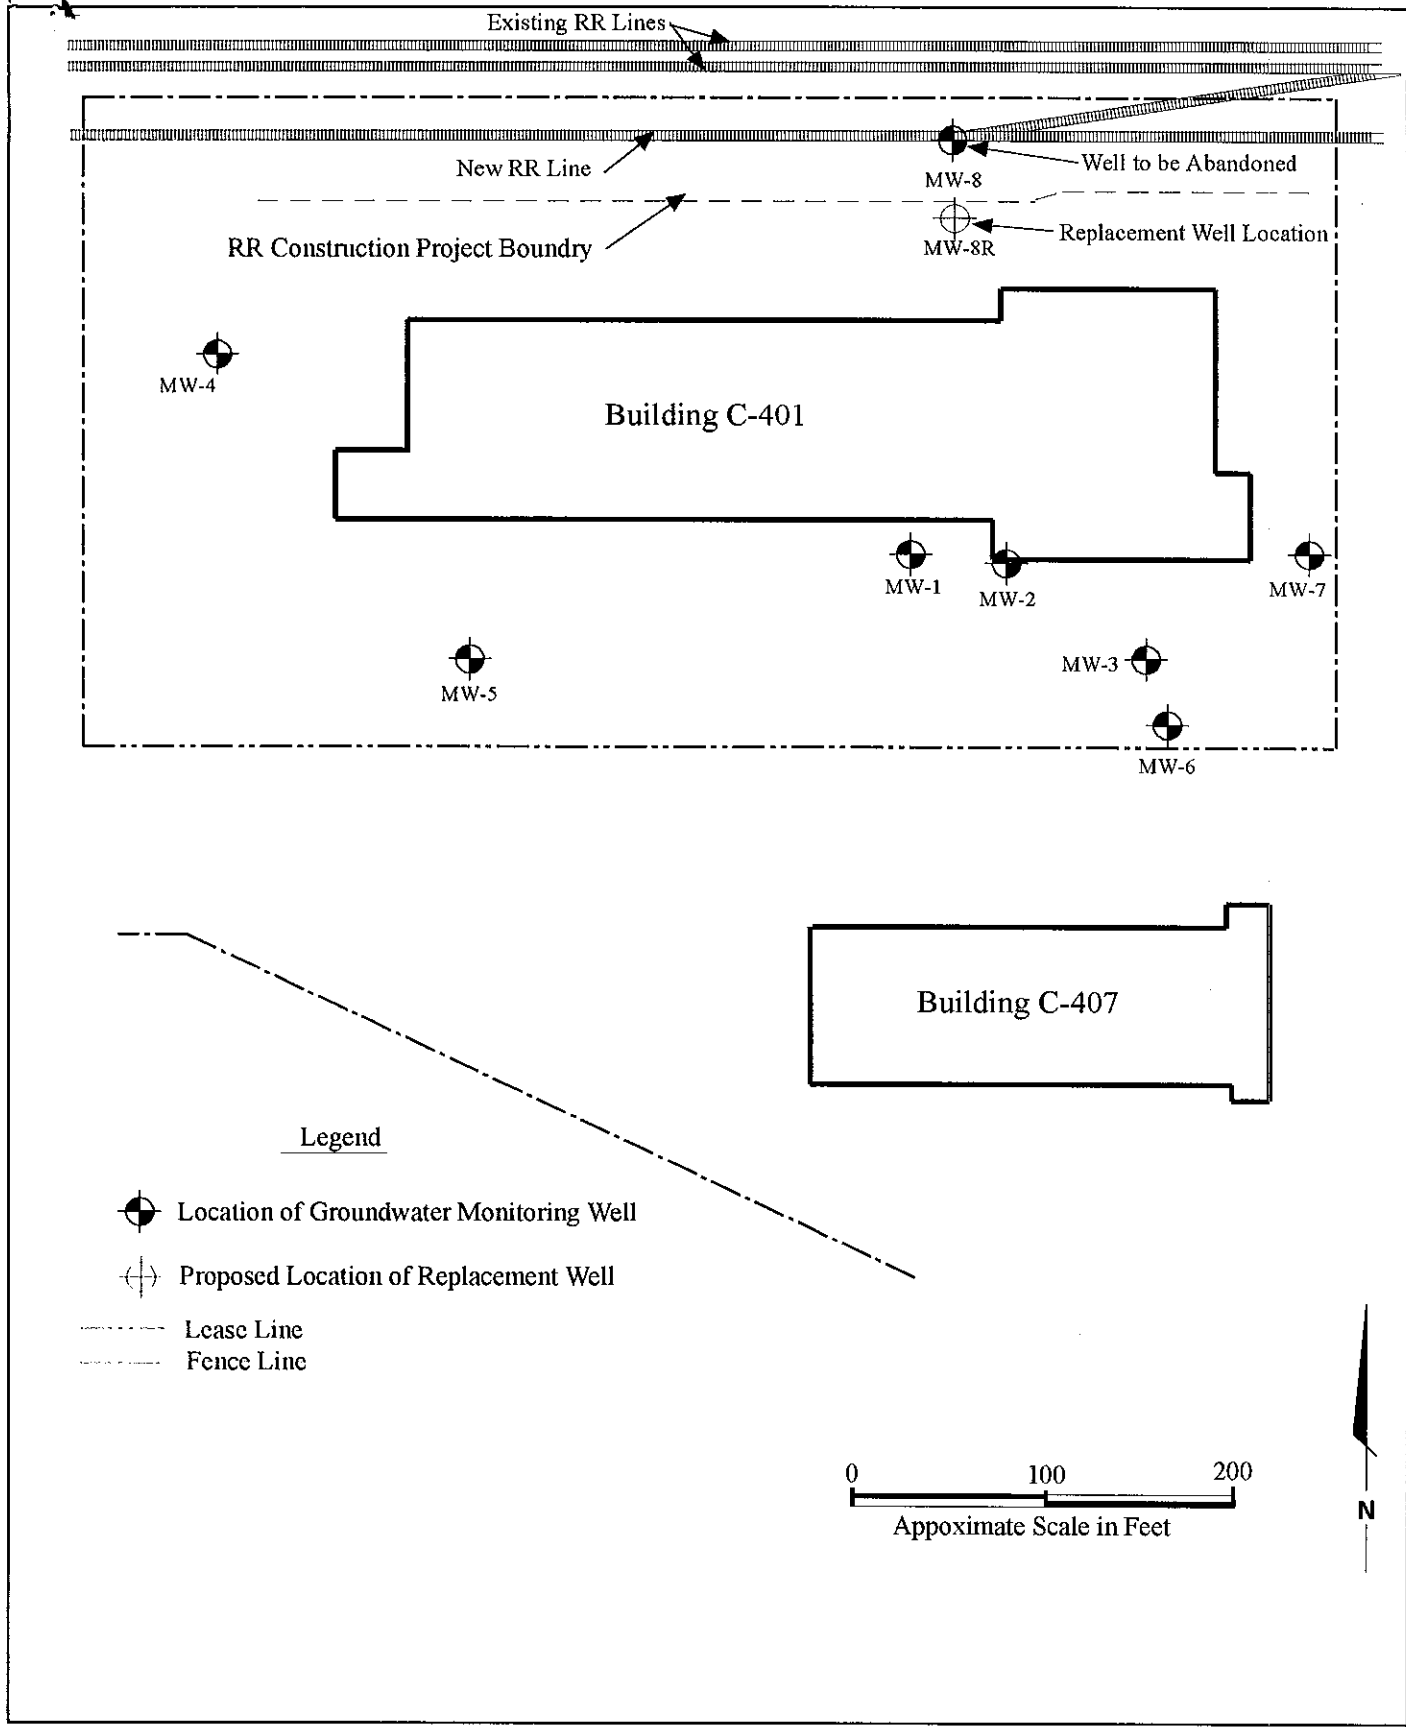 Existing RR Lines
New RR Line
Well to be Abandoned
MW-8
RR Construction Project Boundry
Replacement Well Location
MW-8R
MW-4
Building C-401
MW-1
MW-2
MW-7
MW-3
MW-5
MW-6
Building C-407
Legend
Location of Groundwater Monitoring Well
Proposed Location of Replacement Well
Lease Line
Fence Line
0 100 200
Appoximate Scale in Feet
N